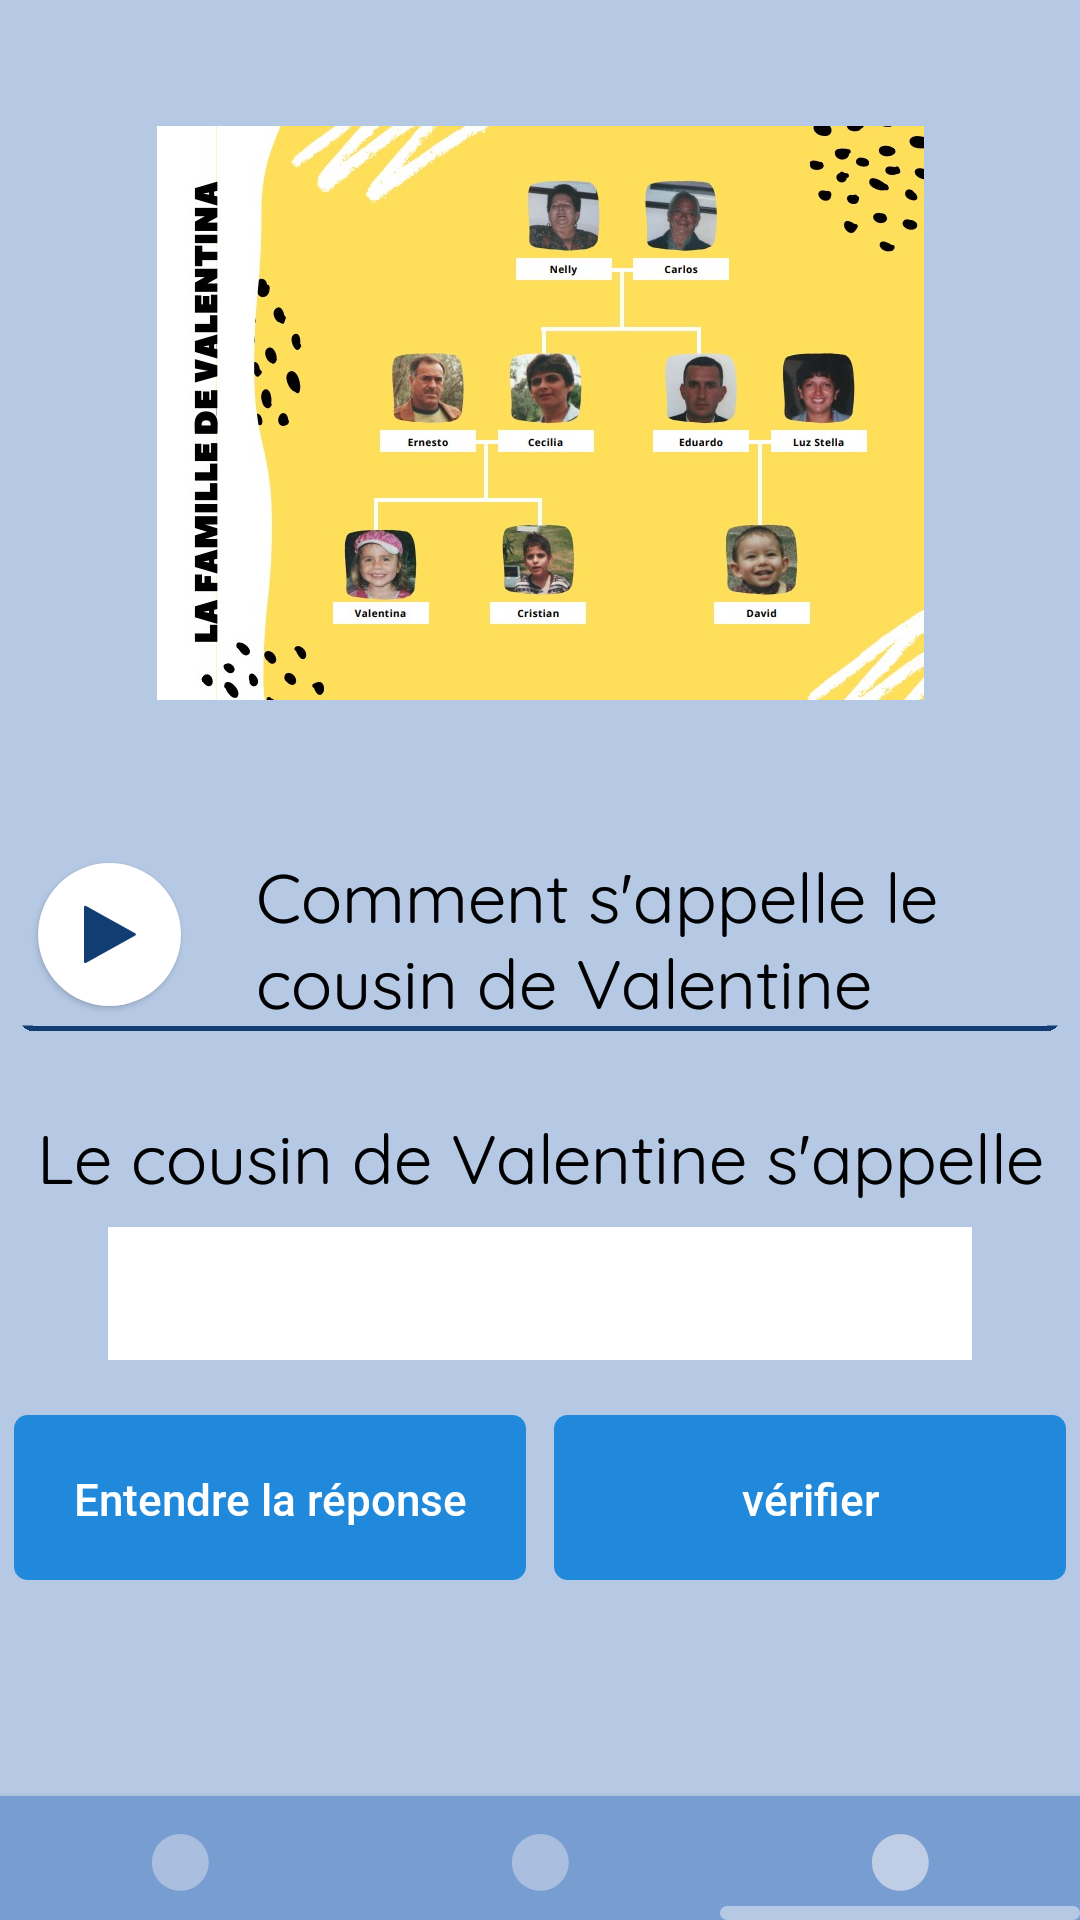 LA FAMILLE DE VALENTINA
Nelly
Carlos
Ernesto
Cecilia
Eduardo
Luz Stella
Valentina
Cristian
David
Comment s'appelle le
cousin de Valentine
Le cousin de Valentine s'appelle
Entendre la réponse
vérifier